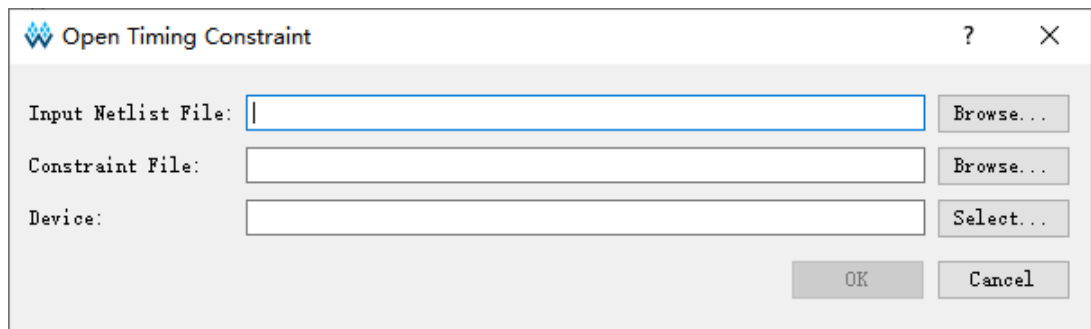 Open Timing Constraint ?
Input Netlist File: Browse...
Constraint File: Browse...
Device: Select...
OK Cancel